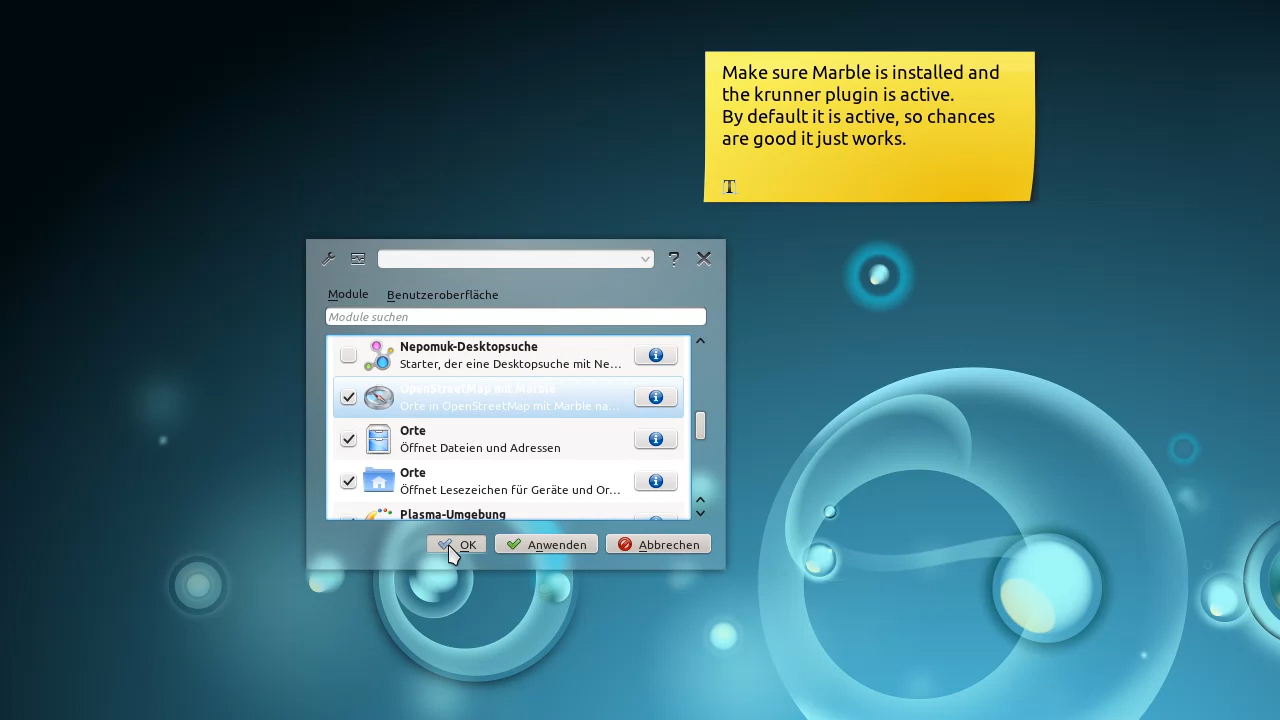 Make sure Marble is installed and
the krunner plugin is active.
By default it is active, so chances
are good it just works.
T
?
Module Benutzeroberfläche
Module suchen
Nepomuk-Desktopsuche
Starter, der eine Desktopsuche mit Ne...
OpenStreetMap mit Marble
Orte in OpenStreetMap mit Marble na...
Orte
Öffnet Dateien und Adressen
Orte
Öffnet Lesezeichen für Geräte und Or...
Plasma-Umgebung
OK Anwenden Abbrechen